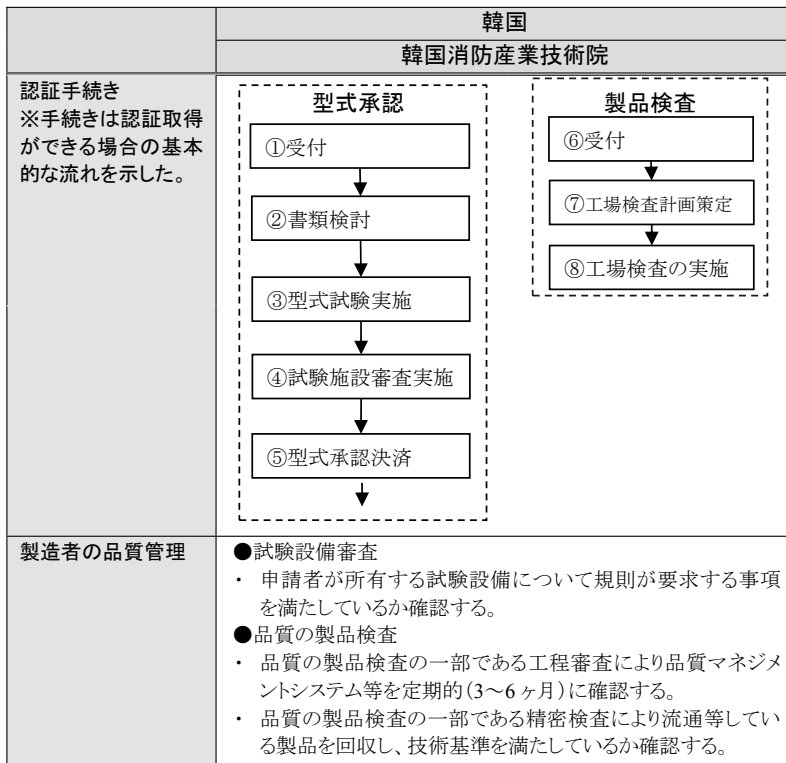 韓国
韓国消防産業技術院
認証手続き
※手続きは認証取得
ができる場合の基本
的な流れを示した。
型式承認
①受付
②書類検討
③型式試験実施
④試験施設審査実施
⑤型式承認決済
製品検査
⑥受付
⑦工場検査計画策定
⑧工場検査の実施
製造者の品質管理
●試験設備審査
・ 申請者が所有する試験設備について規則が要求する事項
を満たしているか確認する。
●品質の製品検査
・ 品質の製品検査の一部である工程審査により品質マネジメ
ントシステム等を定期的(3～6 ヶ月)に確認する。
・ 品質の製品検査の一部である精密検査により流通等してい
る製品を回収し、技術基準を満たしているか確認する。